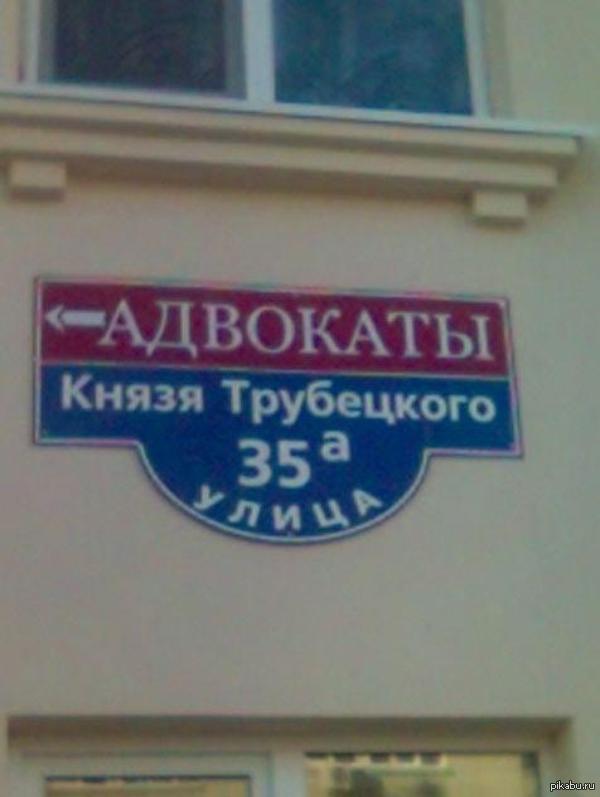 АДВОКАТЫ
Князя Трубецкого
35а
УЛИЦА
pikabu.ru